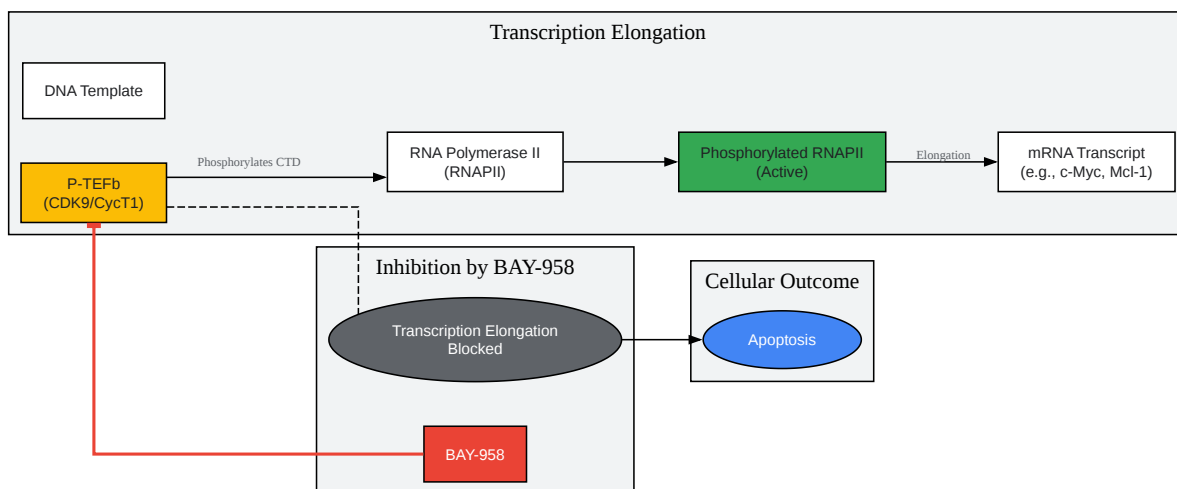 Transcription Elongation
DNA Template
P-TEFb
(CDK9/CycT1)
Phosphorylates CTD
RNA Polymerase II
(RNAPII)
Phosphorylated RNAPII
(Active)
Elongation
mRNA Transcript
(e.g., c-Myc, Mcl-1)
Inhibition by BAY-958
Transcription Elongation
Blocked
BAY-958
Cellular Outcome
Apoptosis